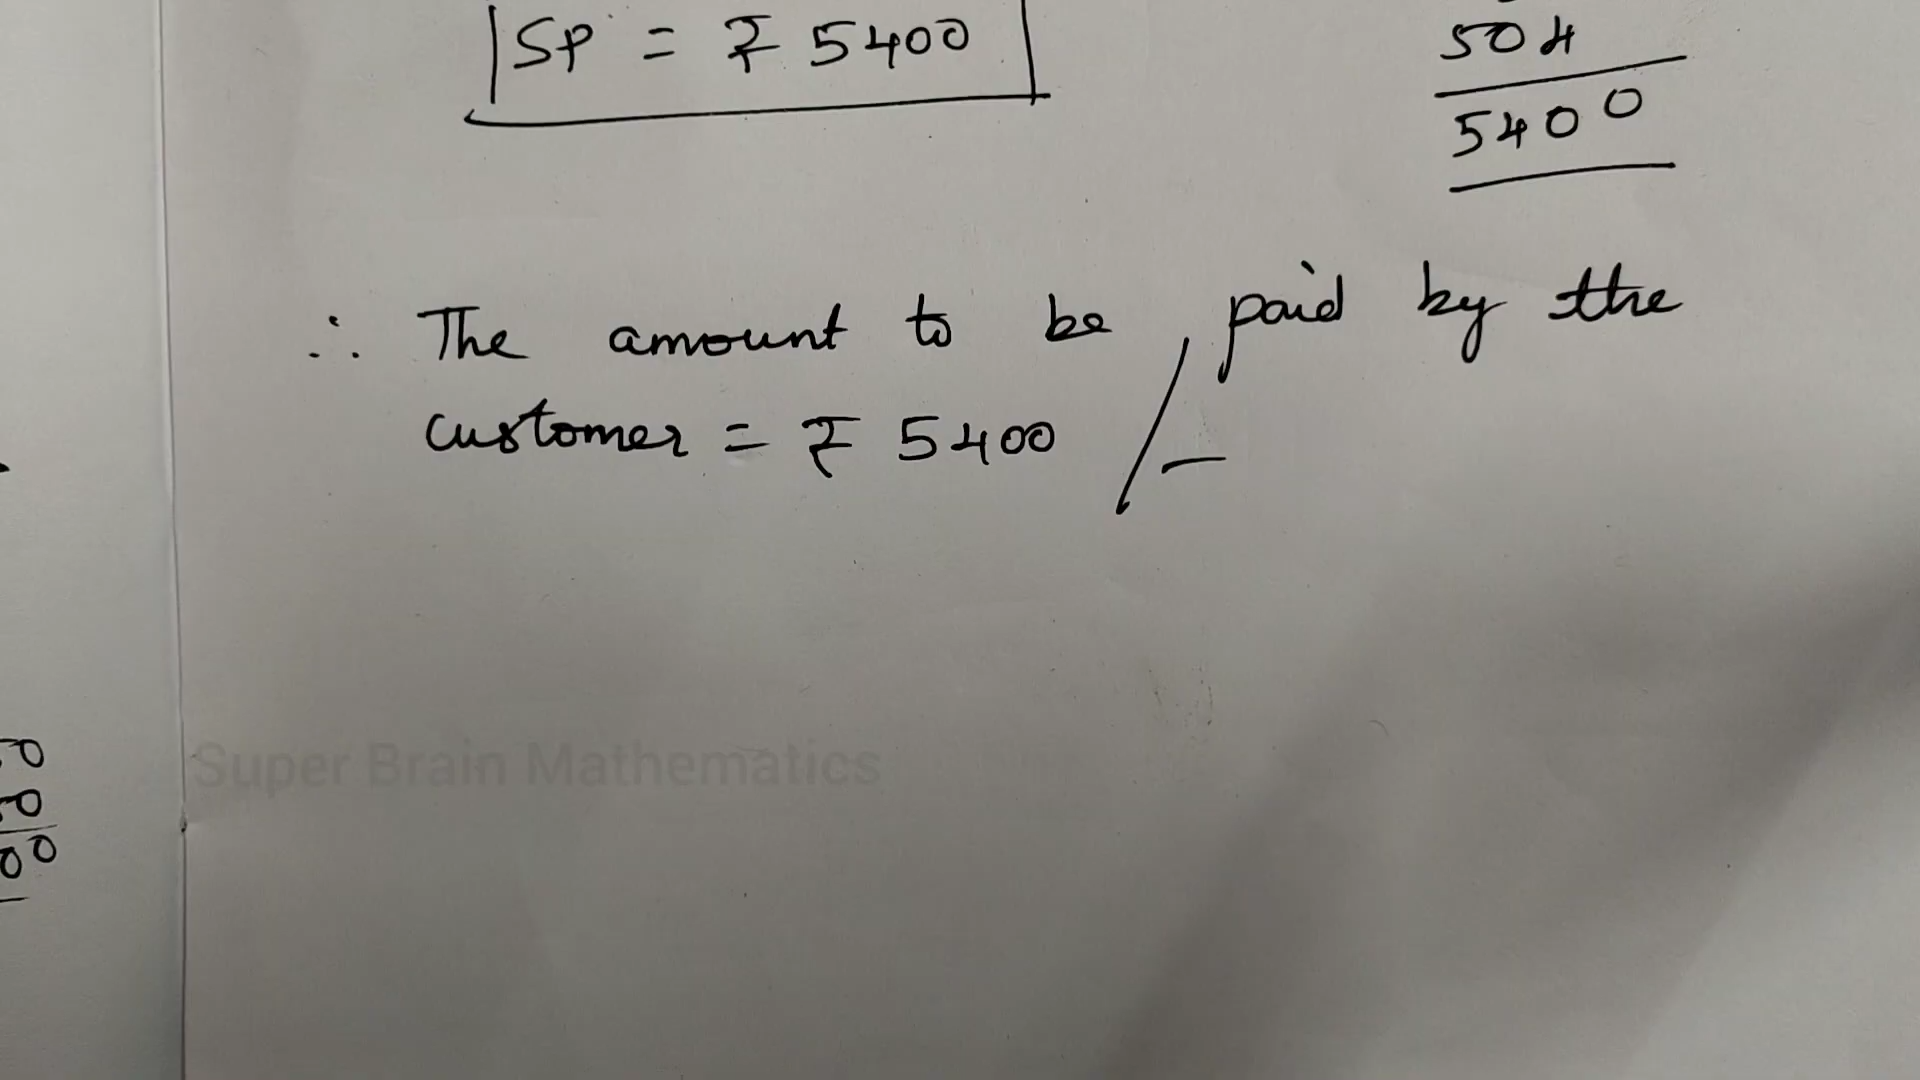 SP = ₹ 5400
504
5400
∴ The amount to be paid by the
customer = ₹ 5400 /-
Super Brain Mathematics